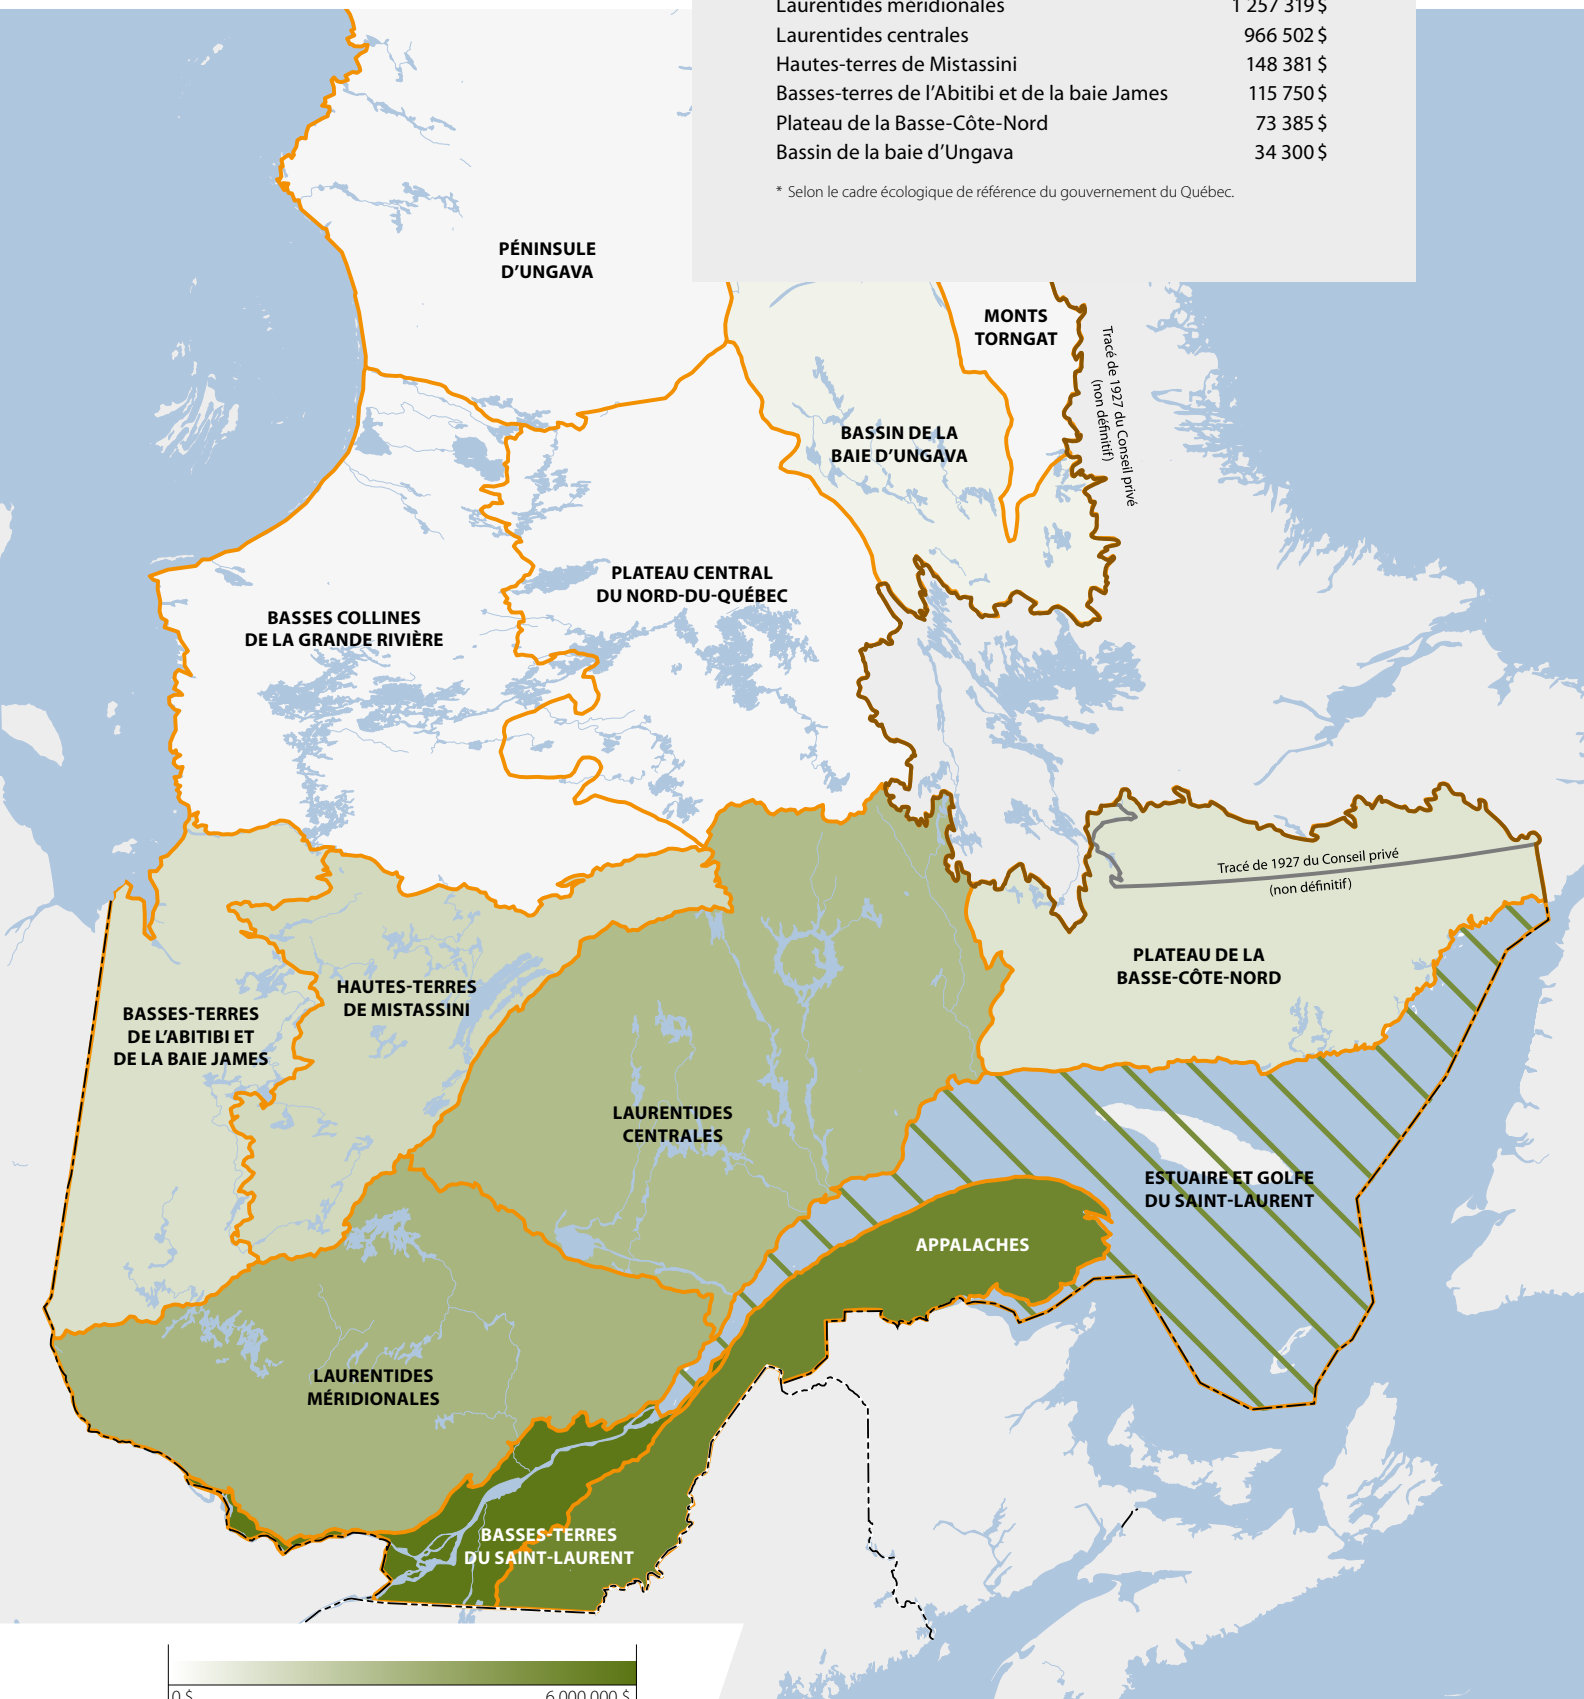 Laurentides méridionales 1 257 319 $
Laurentides centrales 966 502 $
Hautes-terres de Mistassini 148 381 $
Basses-terres de l’Abitibi et de la baie James 115 750 $
Plateau de la Basse-Côte-Nord 73 385 $
Bassin de la baie d’Ungava 34 300 $
* Selon le cadre écologique de référence du gouvernement du Québec.
PÉNINSULE
D’UNGAVA
MONTS
TORNGAT
Tracé de 1927 du Conseil privé
(non définitif)
BASSIN DE LA
BAIE D’UNGAVA
PLATEAU CENTRAL
DU NORD-DU-QUÉBEC
BASSES COLLINES
DE LA GRANDE RIVIÈRE
Tracé de 1927 du Conseil privé
(non définitif)
PLATEAU DE LA
BASSE-CÔTE-NORD
HAUTES-TERRES
DE MISTASSINI
BASSES-TERRES
DE L’ABITIBI ET
DE LA BAIE JAMES
LAURENTIDES
CENTRALES
ESTUAIRE ET GOLFE
DU SAINT-LAURENT
APPALACHES
LAURENTIDES
MÉRIDIONALES
BASSES-TERRES
DU SAINT-LAURENT
0 $ 6 000 000 $